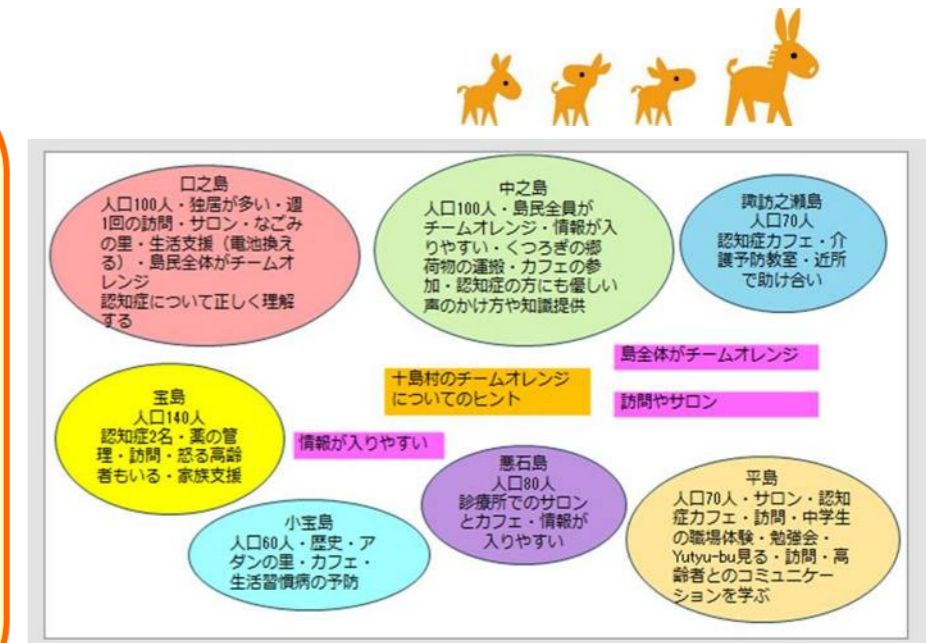 口之島
人口100人・独居が多い・週
1回の訪問・サロン・なごみ
の里・生活支援（電池換え
る）・島民全体がチームオ
レンジ
認知症について正しく理解
する
中之島
人口100人・島民全員が
チームオレンジ・情報が入
りやすい・くつろぎの郷
荷物の運搬・カフェの参
加・認知症の方にも優しい
声のかけ方や知識提供
諏訪之瀬島
人口70人
認知症カフェ・介
護予防教室・近所
で助け合い
島全体がチームオレンジ
十島村のチームオレンジ
についてのヒント
訪問やサロン
宝島
人口140人
認知症2名・薬の管
理・訪問・怒る高齢
者もいる・家族支援
情報が入りやすい
悪石島
人口80人
診療所でのサロン
とカフェ・情報が
入りやすい
平島
人口70人・サロン・認知
症カフェ・訪問・中学生
の職場体験・勉強会・
Yutyu-bu見る・訪問・高
齢者とのコミュニケー
ションを学ぶ
小宝島
人口60人・歴史・ア
ダンの里・カフェ・
生活習慣病の予防